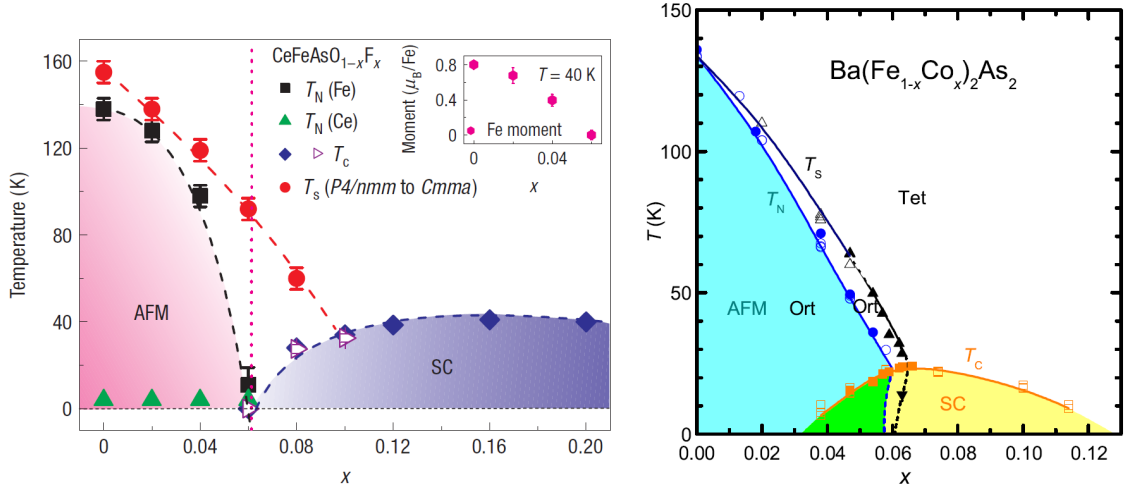 CeFeAsO1−xFx
TN (Fe)
TN (Ce)
Tc
Ts (P4/nmm to Cmma)
Temperature (K)
160
120
80
40
0
AFM
SC
0
0.04
0.08
0.12
0.16
0.20
x
Moment (μB/Fe)
0.8
0.4
0
T = 40 K
Fe moment
0
0.04
x
Ba(Fe1-xCox)2As2
T (K)
150
100
50
0
TS
TN
Tet
AFM
Ort
Ort
TC
SC
0.00
0.02
0.04
0.06
0.08
0.10
0.12
x